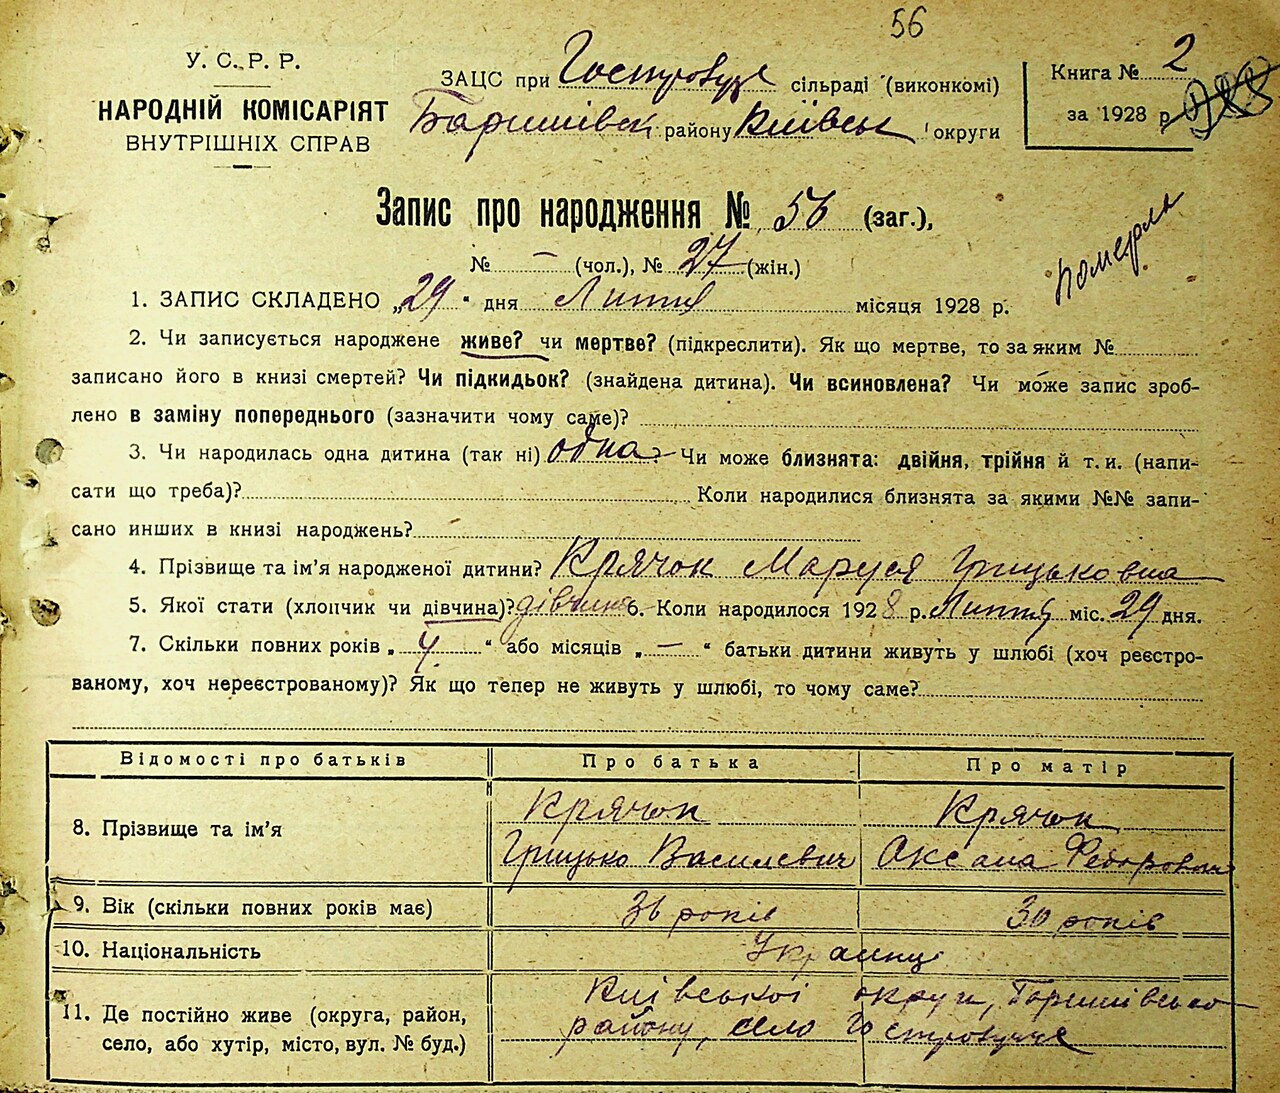 56
У. С. Р. Р.
НАРОДНІЙ КОМІСАРІЯТ
ВНУТРІШНІХ СПРАВ
ЗАЦС при Гостролуцьк сільраді (виконкомі)
Баришівськ району Київськ округи
Книга № 2
за 1928 р.
Запис про народження № 56 (заг.),
№ — (чол.), № 27 (жін.)
Померла
1. ЗАПИС СКЛАДЕНО „29“ дня Лютня місяця 1928 р.
2. Чи записується народжене живе? чи мертве? (підкреслити). Як що мертве, то за яким №
записано його в книзі смертей? Чи підкидьок? (знайдена дитина). Чи всиновлена? Чи може запис зроб-
лено в заміну попереднього (зазначити чому саме)?
3. Чи народилась одна дитина (так ні) одна Чи може близнята: двійня, трійня й т. и. (напи-
сати що треба)? Коли народилися близнята за якими №№ запи-
сано инших в книзі народжень?
4. Прізвище та ім'я народженої дитини? Крячок Маруся Грицьковна
5. Якої стати (хлопчик чи дівчина)? дівчина 6. Коли народилося 1928 р. Лютня міс. 29 дня.
7. Скільки повних років „4“ або місяців „—“ батьки дитини живуть у шлюбі (хоч реєстро-
ваному, хоч нереєстрованому)? Як що тепер не живуть у шлюбі, то чому саме?
Відомості про батьків Про батька Про матір
8. Прізвище та ім'я Крячок Крячок
Грицько Василевич Оксана Федоровна
9. Вік (скільки повних років має) 36 років 30 років
10. Національність Українці
11. Де постійно живе (округа, район,
село, або хутір, місто, вул. № буд.)
Київської округи, Баришівсько
району, село Гостролуччє